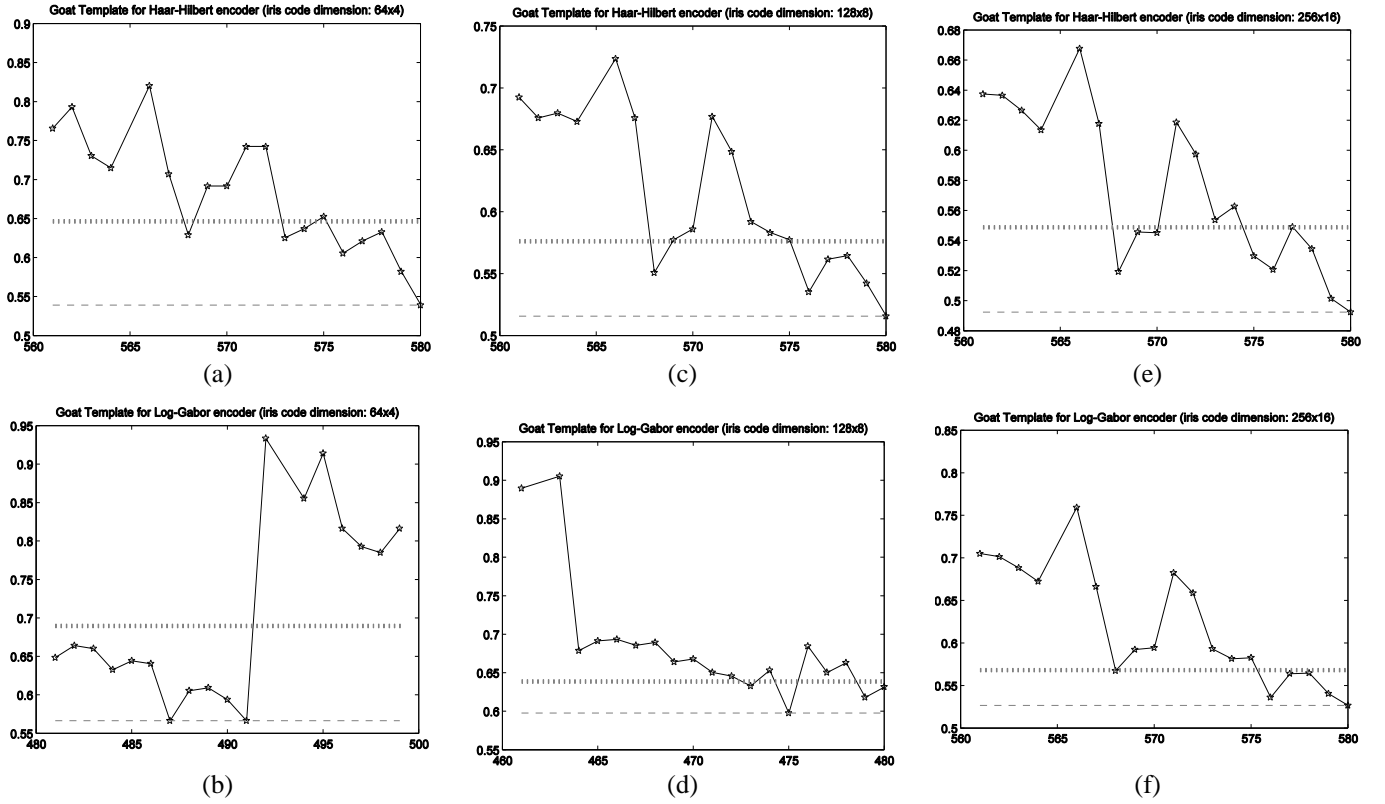 Goat Template for Haar-Hilbert encoder (iris code dimension: 64x4)
0.9
0.85
0.8
0.75
0.7
0.65
0.6
0.55
0.5
560 565 570 575 580
(a)
Goat Template for Haar-Hilbert encoder (iris code dimension: 128x8)
0.75
0.7
0.65
0.6
0.55
0.5
560 565 570 575 580
(c)
Goat Template for Haar-Hilbert encoder (iris code dimension: 256x16)
0.68
0.66
0.64
0.62
0.6
0.58
0.56
0.54
0.52
0.5
0.48
560 565 570 575 580
(e)
Goat Template for Log-Gabor encoder (iris code dimension: 64x4)
0.95
0.9
0.85
0.8
0.75
0.7
0.65
0.6
0.55
480 485 490 495 500
(b)
Goat Template for Log-Gabor encoder (iris code dimension: 128x8)
0.95
0.9
0.85
0.8
0.75
0.7
0.65
0.6
0.55
460 465 470 475 480
(d)
Goat Template for Log-Gabor encoder (iris code dimension: 256x16)
0.85
0.8
0.75
0.7
0.65
0.6
0.55
0.5
560 565 570 575 580
(f)